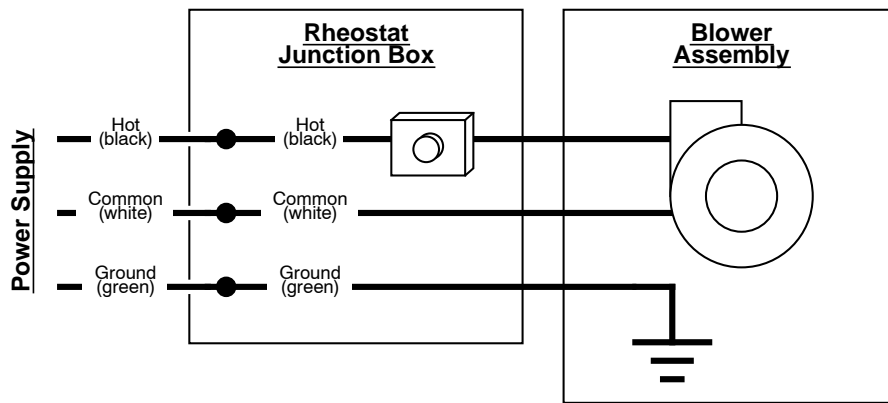 Rheostat
Junction Box
Blower
Assembly
Power Supply
Hot
(black)
Hot
(black)
Common
(white)
Common
(white)
Ground
(green)
Ground
(green)